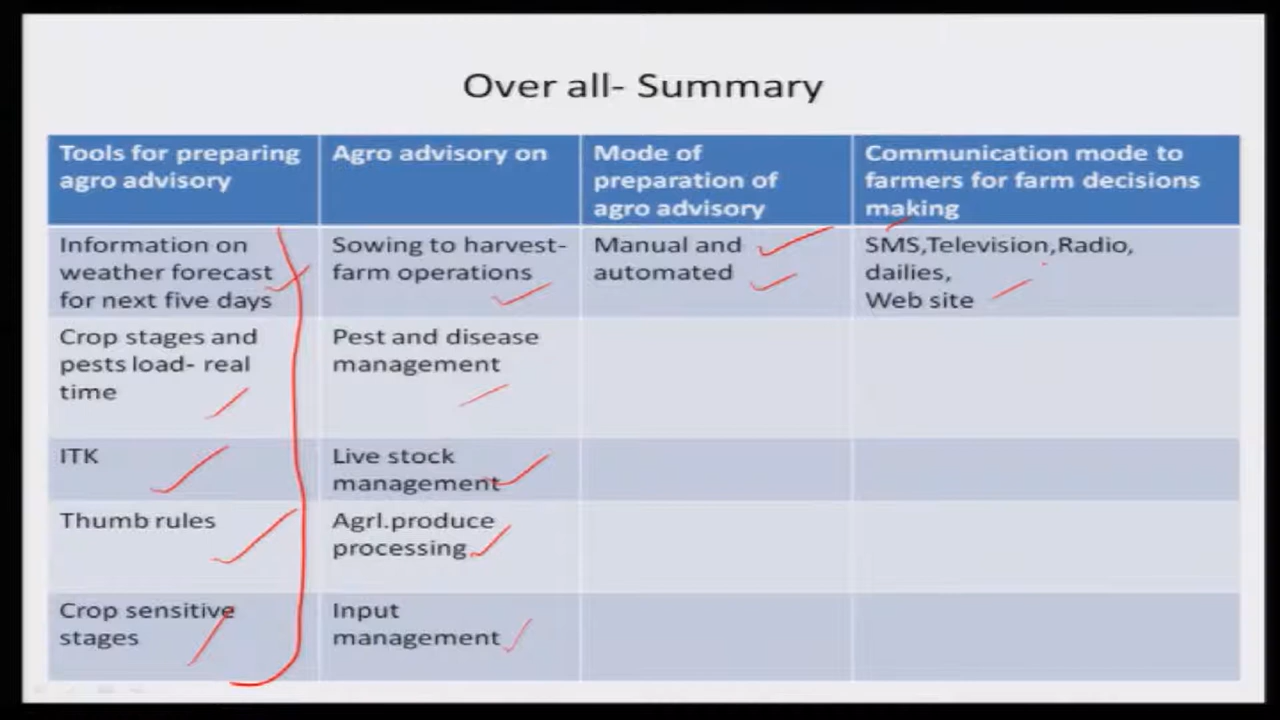 Over all- Summary
Tools for preparing
agro advisory
Agro advisory on
Mode of
preparation of
agro advisory
Communication mode to
farmers for farm decisions
making
Information on
weather forecast
for next five days
Sowing to harvest-
farm operations
Manual and
automated
SMS,Television,Radio,
dailies,
Web site
Crop stages and
pests load- real
time
Pest and disease
management
ITK
Live stock
management
Thumb rules
Agrl.produce
processing
Crop sensitive
stages
Input
management